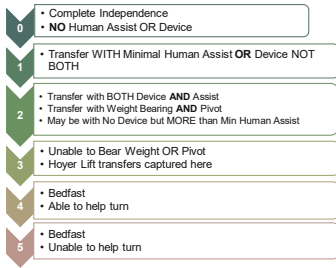 0
• Complete Independence
• NO Human Assist OR Device
1
• Transfer WITH Minimal Human Assist OR Device NOT
BOTH
2
• Transfer with BOTH Device AND Assist
• Transfer with Weight Bearing AND Pivot
• May be with No Device but MORE than Min Human Assist
3
• Unable to Bear Weight OR Pivot
• Hoyer Lift transfers captured here
4
• Bedfast
• Able to help turn
5
• Bedfast
• Unable to help turn